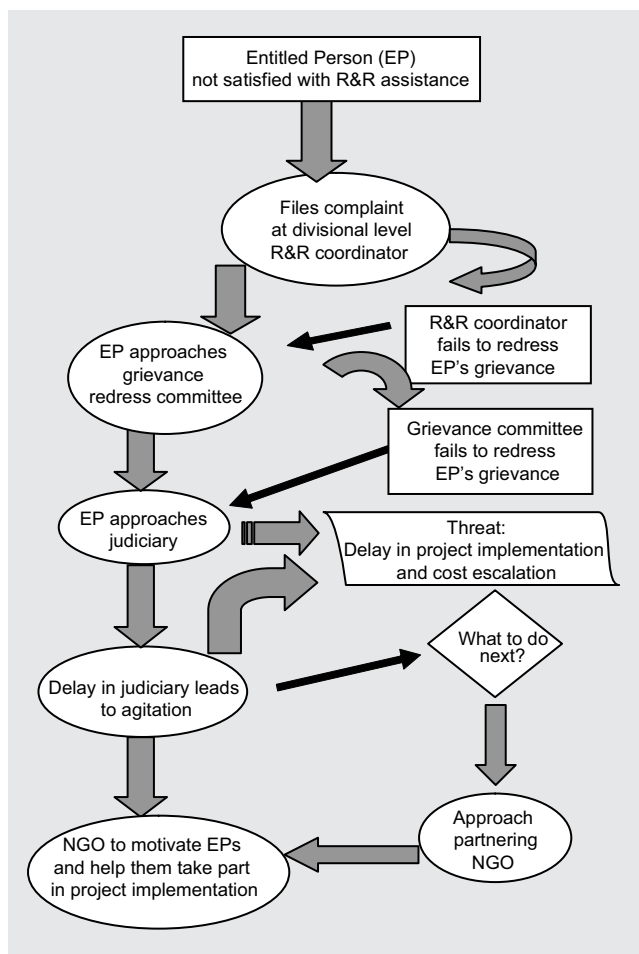 Entitled Person (EP)
not satisfied with R&R assistance
Files complaint
at divisional level
R&R coordinator
R&R coordinator
fails to redress
EP's grievance
EP approaches
grievance
redress committee
Grievance committee
fails to redress
EP's grievance
EP approaches
judiciary
Threat:
Delay in project implementation
and cost escalation
What to do
next?
Delay in judiciary leads
to agitation
Approach
partnering
NGO
NGO to motivate EPs
and help them take part
in project implementation